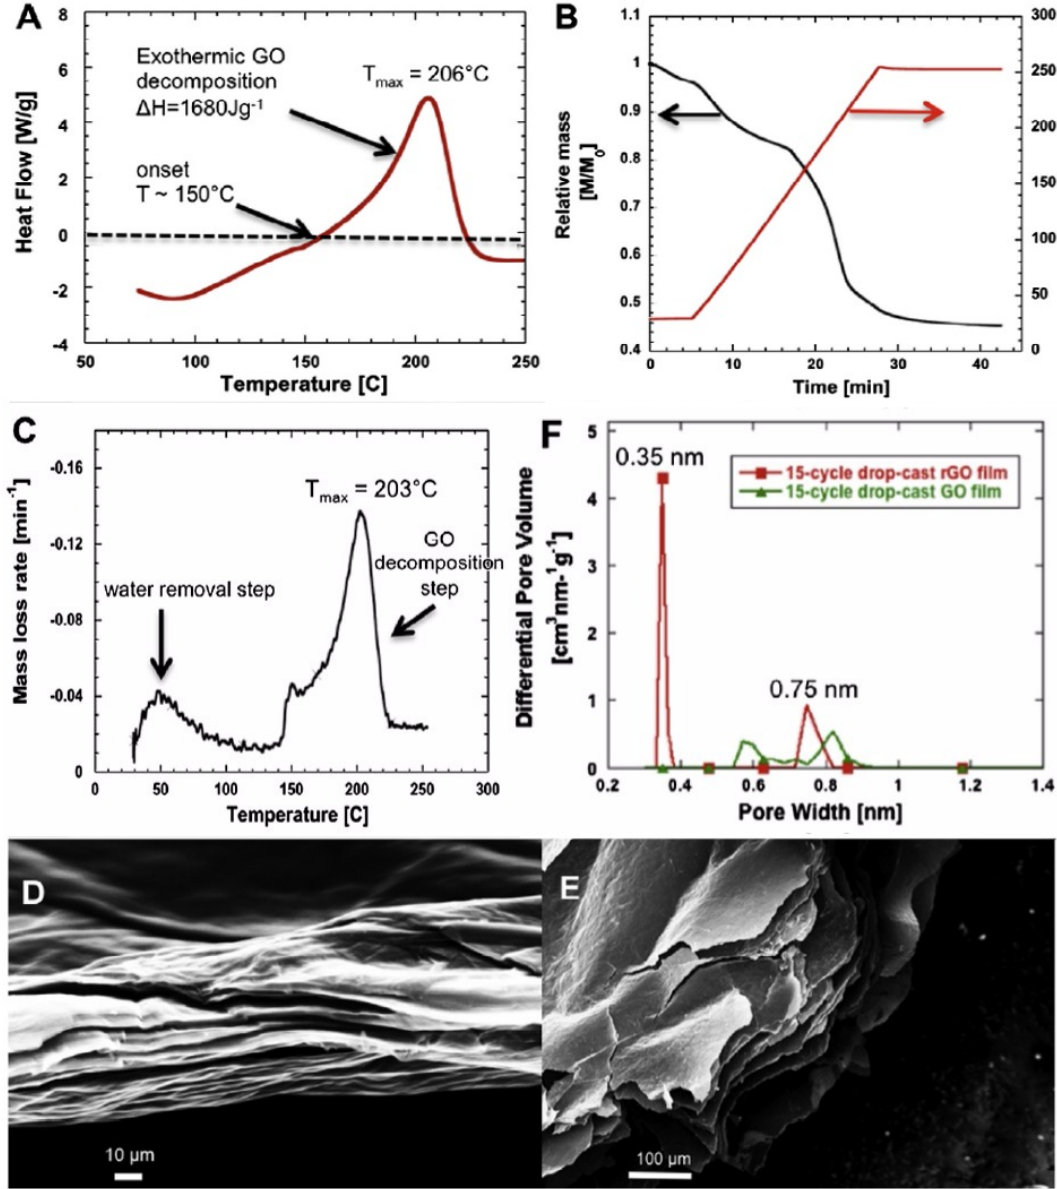 A
8
6
4
2
0
-2
-4
Heat Flow [W/g]
Exothermic GO
decomposition
ΔH=1680Jg-1
Tmax = 206°C
onset
T ~ 150°C
50
100
150
200
250
Temperature [C]
B
1.1
1
0.9
0.8
0.7
0.6
0.5
0.4
Relative mass
[M/M0]
300
250
200
150
100
50
0
0
10
20
30
40
Time [min]
C
-0.16
-0.12
-0.08
-0.04
0
Mass loss rate [min-1]
Tmax = 203°C
GO
decomposition
step
water removal step
0
50
100
150
200
250
300
Temperature [C]
F
5
4
3
2
1
0
Differential Pore Volume
[cm3nm-1g-1]
0.35 nm
15-cycle drop-cast rGO film
15-cycle drop-cast GO film
0.75 nm
0.2
0.4
0.6
0.8
1
1.2
1.4
Pore Width [nm]
D
10 μm
E
100 μm